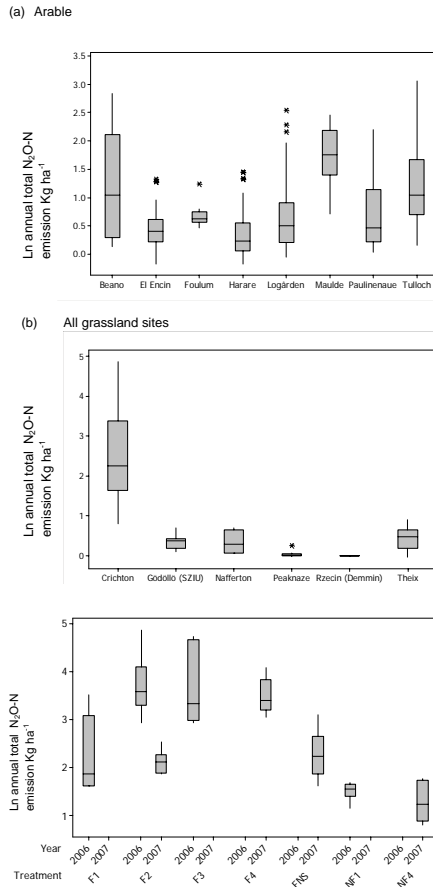 (a) Arable
Ln annual total N₂O-N
emission Kg ha⁻¹
3.5
3.0
2.5
2.0
1.5
1.0
0.5
0.0
Beano El Encin Foulum Harare Logården Maulde Paulinenaue Tulloch
(b) All grassland sites
Ln annual total N₂O-N
emission Kg ha⁻¹
5
4
3
2
1
0
Crichton Gödöllö (SZIU) Nafferton Peaknaze Rzecin (Demmin) Theix
Ln annual total N₂O-N
emission Kg ha⁻¹
5
4
3
2
1
Year 2006 2007 2006 2007 2006 2007 2006 2007 2006 2007 2006 2007 2006 2007
Treatment F1 F2 F3 F4 FNS NF1 NF4